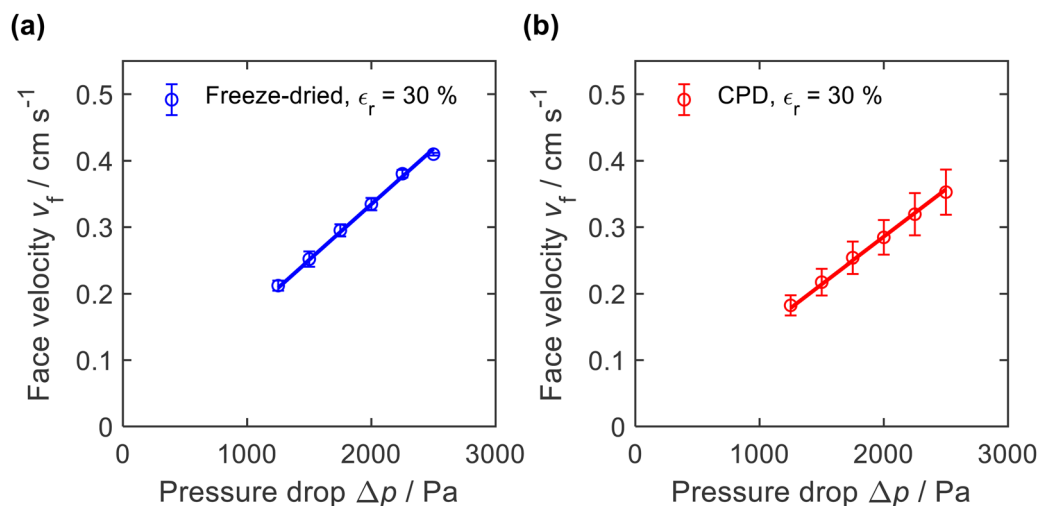 (a)
Freeze-dried, ϵr = 30 %
0.5
0.4
0.3
0.2
0.1
0
Face velocity vf / cm s⁻¹
0
1000
2000
3000
Pressure drop Δp / Pa
(b)
CPD, ϵr = 30 %
0.5
0.4
0.3
0.2
0.1
0
Face velocity vf / cm s⁻¹
0
1000
2000
3000
Pressure drop Δp / Pa